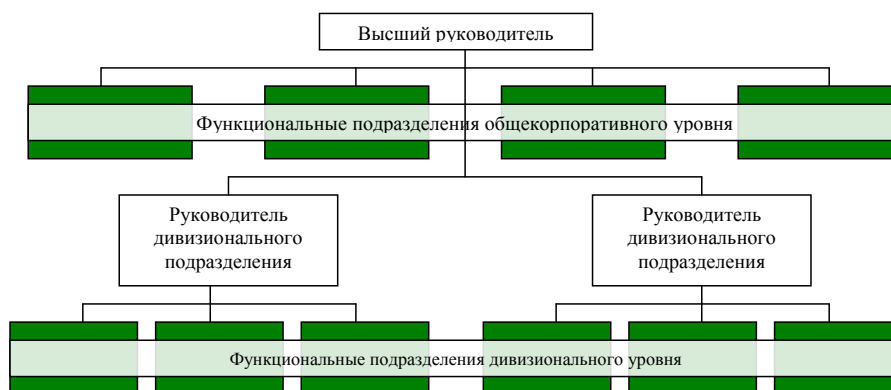 Высший руководитель
Функциональные подразделения общекорпоративного уровня
Руководитель
дивизионального
подразделения
Руководитель
дивизионального
подразделения
Функциональные подразделения дивизионального уровня